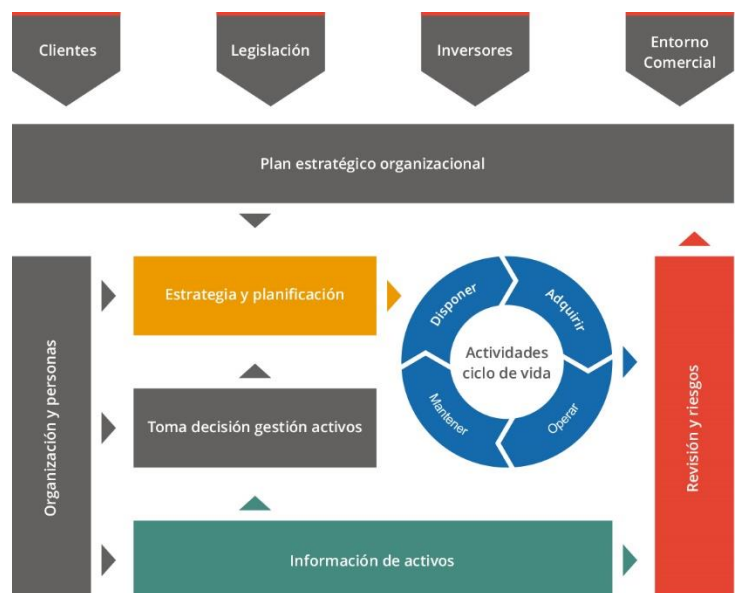 Clientes
Legislación
Inversores
Entorno
Comercial
Plan estratégico organizacional
Organización y personas
Estrategia y planificación
Toma decisión gestión activos
Información de activos
Disponer
Adquirir
Mantener
Operar
Actividades
ciclo de vida
Revisión y riesgos